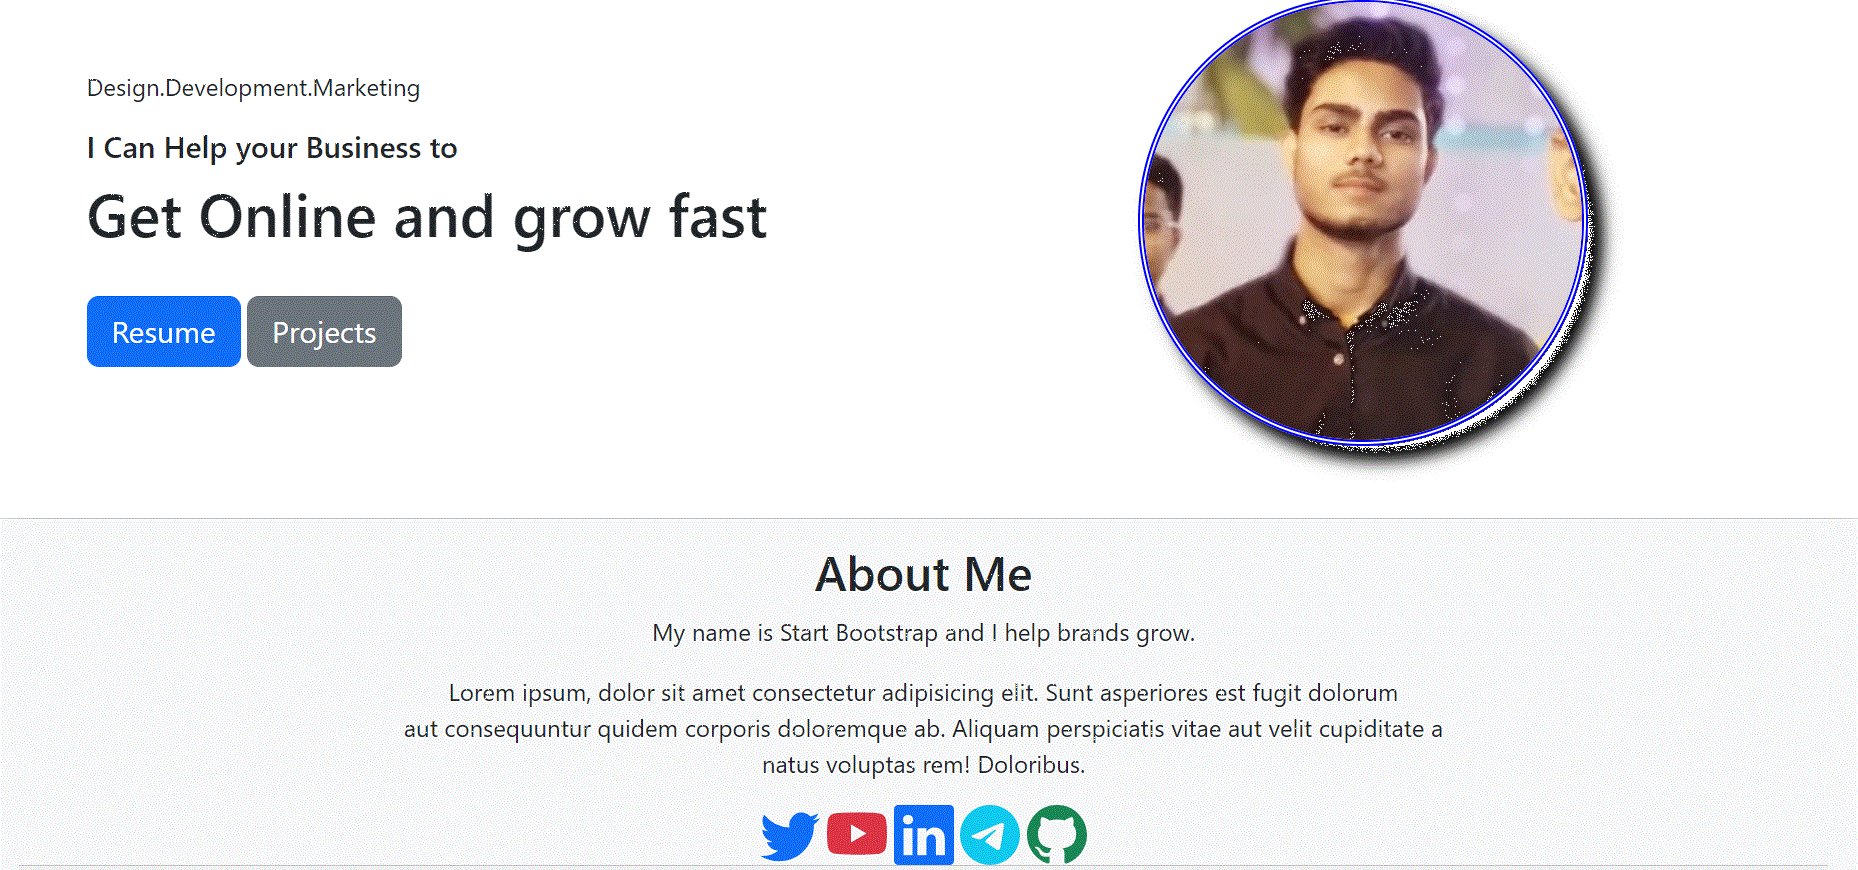 Design.Development.Marketing
I Can Help your Business to
Get Online and grow fast
Resume
Projects
About Me
My name is Start Bootstrap and I help brands grow.
Lorem ipsum, dolor sit amet consectetur adipisicing elit. Sunt asperiores est fugit dolorum
aut consequuntur quidem corporis doloremque ab. Aliquam perspiciatis vitae aut velit cupiditate a
natus voluptas rem! Doloribus.
in